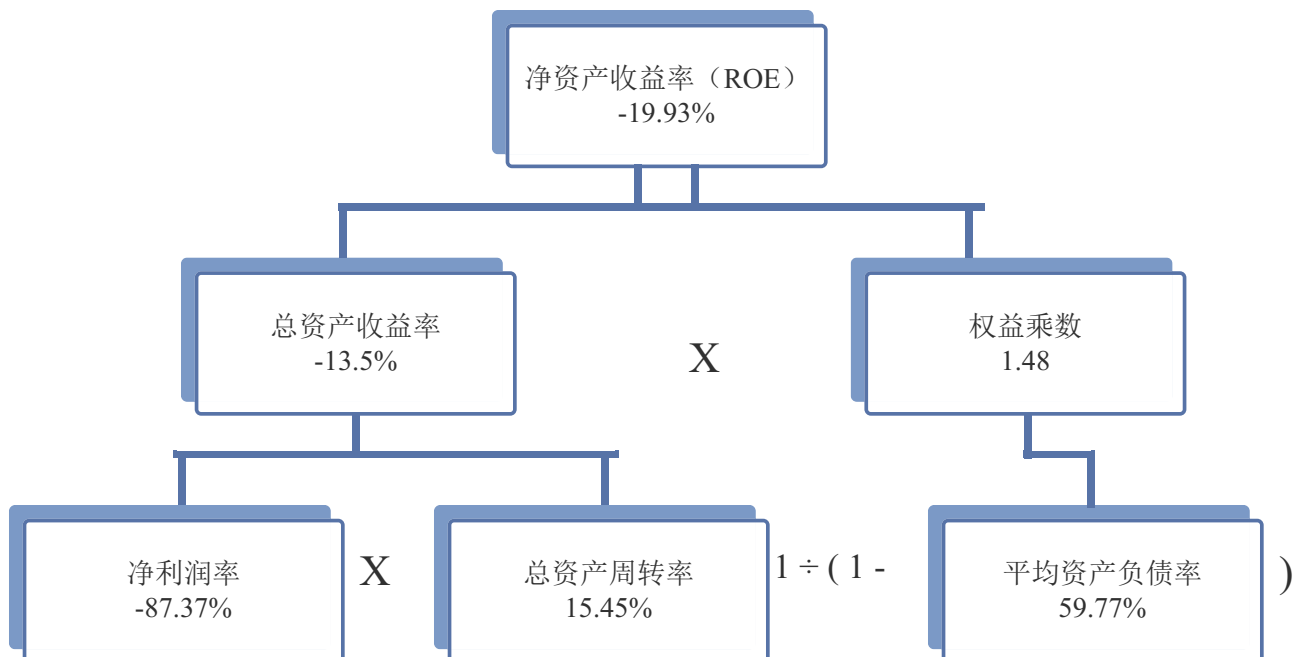 净资产收益率（ROE）
-19.93%
总资产收益率
-13.5%
X
权益乘数
1.48
净利润率
-87.37%
X
总资产周转率
15.45%
1 ÷ ( 1 -
平均资产负债率
59.77%
)